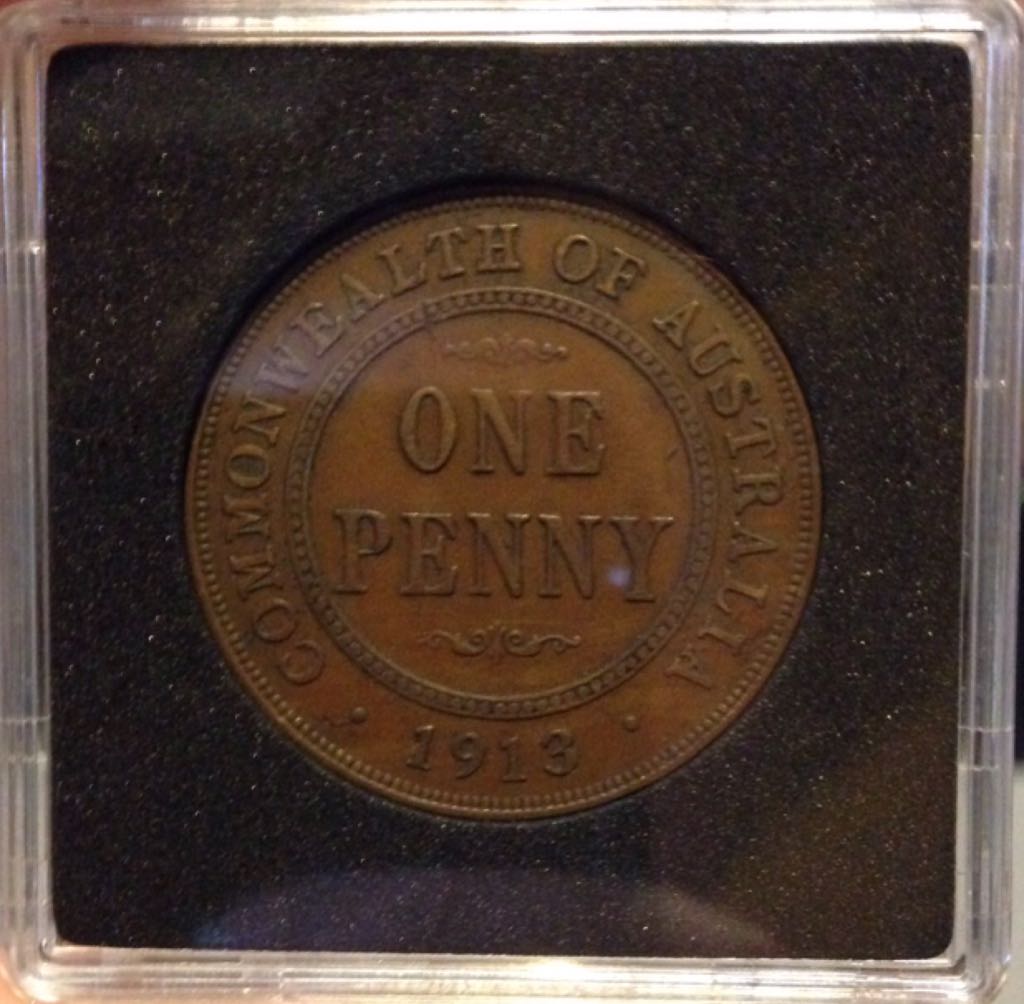 COMMONWEALTH OF AUSTRALIA
ONE
PENNY
1913